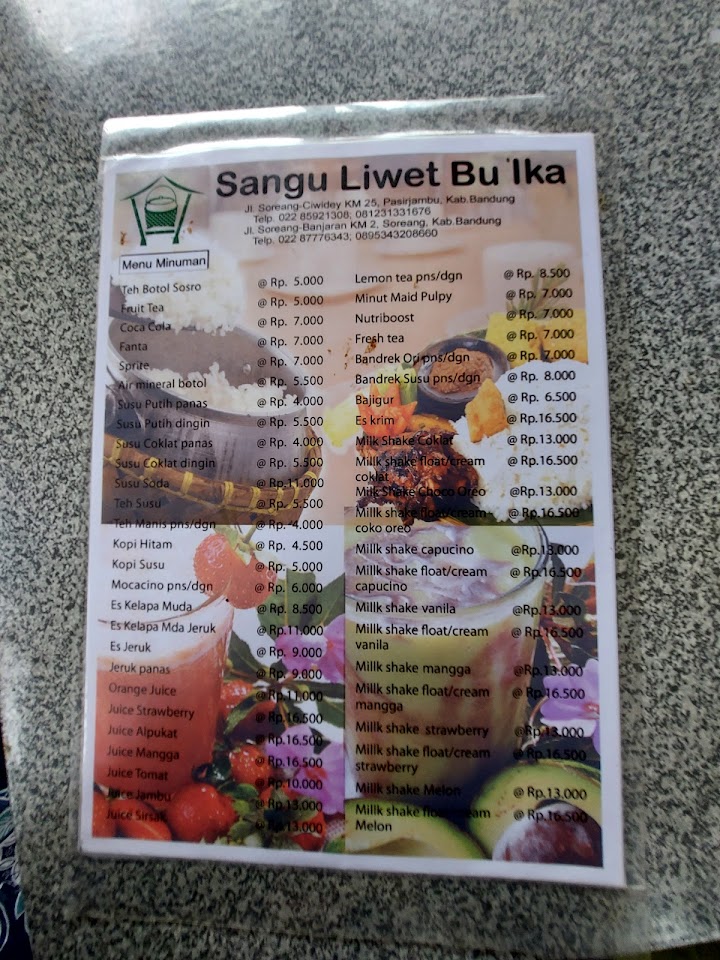 Sangu Liwet Bu 'Ika
Jl. Soreang-Ciwidey KM 25, Pasirjambu, Kab.Bandung
Telp. 022 85921308; 081231331676
Jl. Soreang-Banjaran KM 2, Soreang, Kab.Bandung
Telp. 022 87776343; 0895343208660
Menu Minuman
Teh Botol Sosro @ Rp. 5.000
Fruit Tea @ Rp. 5.000
Coca Cola @ Rp. 7.000
Fanta @ Rp. 7.000
Sprite @ Rp. 7.000
Air mineral botol @ Rp. 5.500
Susu Putih panas @ Rp. 4.000
Susu Putih dingin @ Rp. 5.500
Susu Coklat panas @ Rp. 4.000
Susu Coklat dingin @ Rp. 5.500
Susu Soda @ Rp.11.000
Teh Susu @ Rp. 5.500
Teh Manis pns/dgn @ Rp. 4.000
Kopi Hitam @ Rp. 4.500
Kopi Susu @ Rp. 5.000
Mocacino pns/dgn @ Rp. 6.000
Es Kelapa Muda @ Rp. 8.500
Es Kelapa Mda Jeruk @ Rp.11.000
Es Jeruk @ Rp. 9.000
Jeruk panas @ Rp. 9.000
Orange Juice @ Rp.11.000
Juice Strawberry @ Rp.16.500
Juice Alpukat @ Rp.16.500
Juice Mangga @ Rp.16.500
Juice Tomat @ Rp.10.000
Juice Jambu @ Rp.13.000
Juice Sirsak @ Rp.13.000
Lemon tea pns/dgn @ Rp. 8.500
Minut Maid Pulpy @ Rp. 7.000
Nutriboost @ Rp. 7.000
Fresh tea @ Rp. 7.000
Bandrek Ori pns/dgn @ Rp. 7.000
Bandrek Susu pns/dgn @ Rp. 8.000
Bajigur @ Rp. 6.500
Es krim @ Rp.16.500
Milk Shake Coklat @ Rp.13.000
Millk shake float/cream @ Rp.16.500
coklat
Milk Shake Choco Oreo @Rp.13.000
Millk shake float/cream @ Rp.16.500
coko oreo
Millk shake capucino @Rp.13.000
Millk shake float/cream @ Rp.16.500
capucino
Millk shake vanila @Rp.13.000
Millk shake float/cream @ Rp.16.500
vanila
Millk shake mangga @Rp.13.000
Millk shake float/cream @ Rp.16.500
mangga
Millk shake strawberry @Rp.13.000
Millk shake float/cream @ Rp.16.500
strawberry
Millk shake Melon @Rp.13.000
Millk shake float/cream @ Rp.16.500
Melon